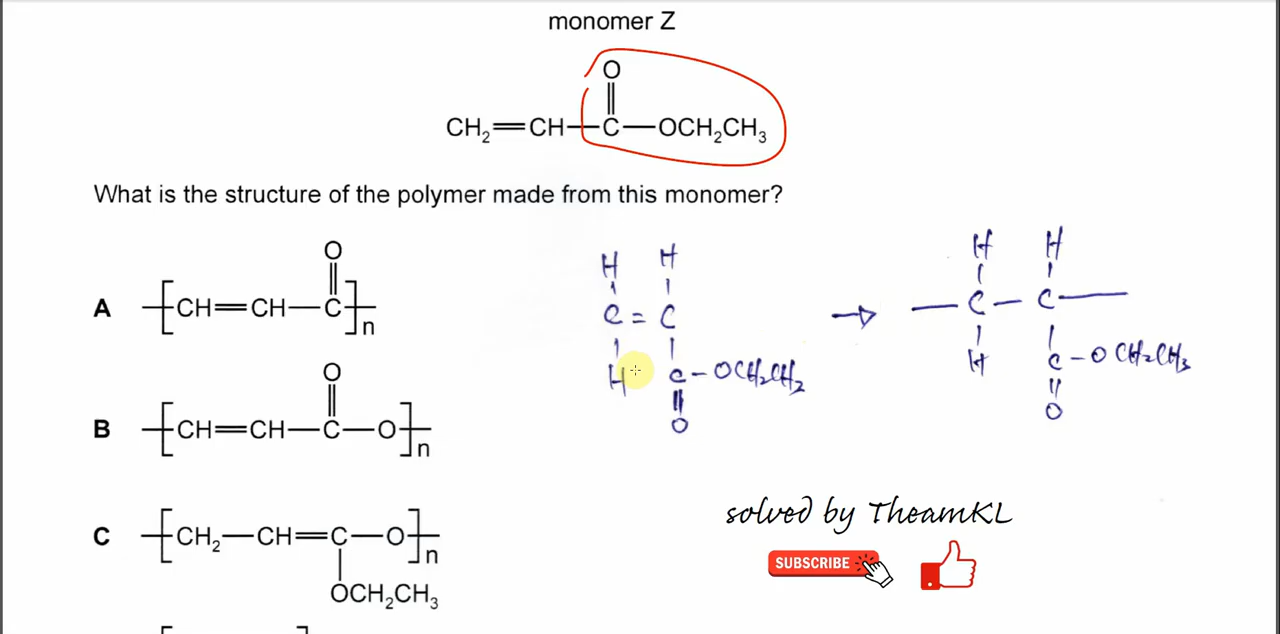 monomer Z
O
CH2=CH—C—OCH2CH3
What is the structure of the polymer made from this monomer?
O
A [CH=CH—C]n
O
B [CH=CH—C—O]n
C [CH2—CH=C—O]n
OCH2CH3
H H
C = C
H C – OCH2CH2
O
→
H H
— C — C —
H C – OCH2CH3
O
solved by TheamKL
SUBSCRIBE